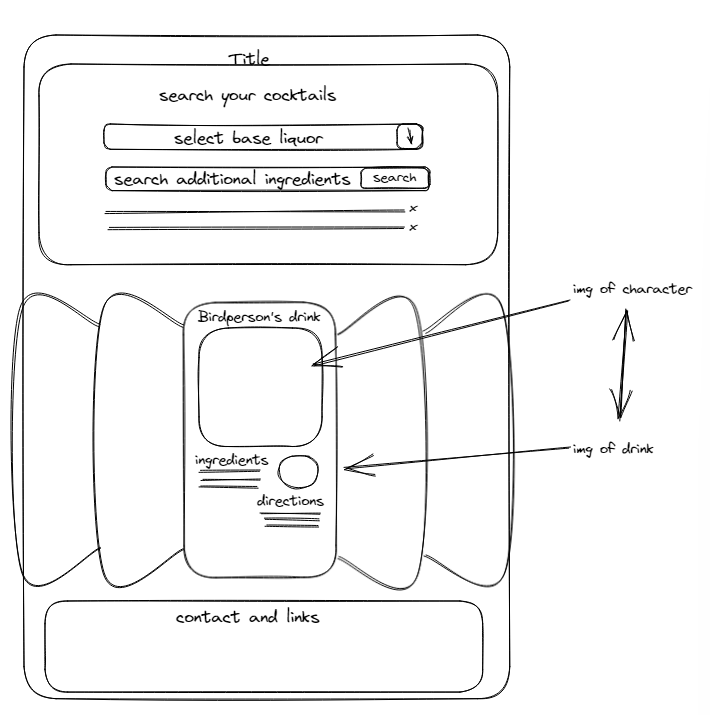 Title
search your cocktails
select base liquor
search additional ingredients search
x
x
img of character
Birdperson's drink
img of drink
ingredients
directions
contact and links